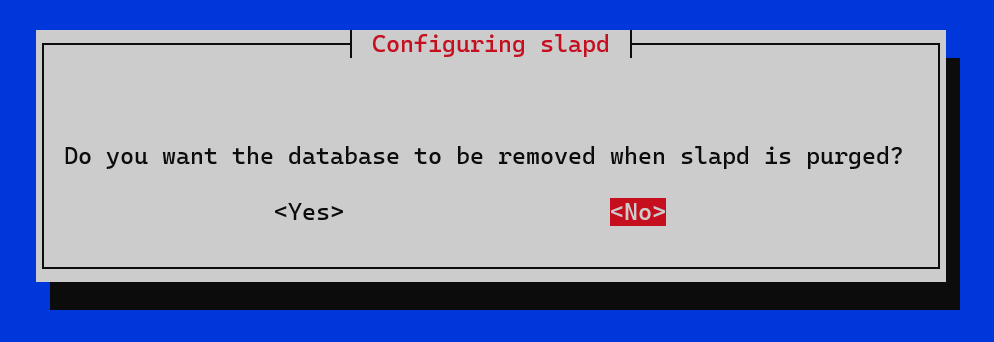 Configuring slapd
Do you want the database to be removed when slapd is purged?
<Yes> <No>